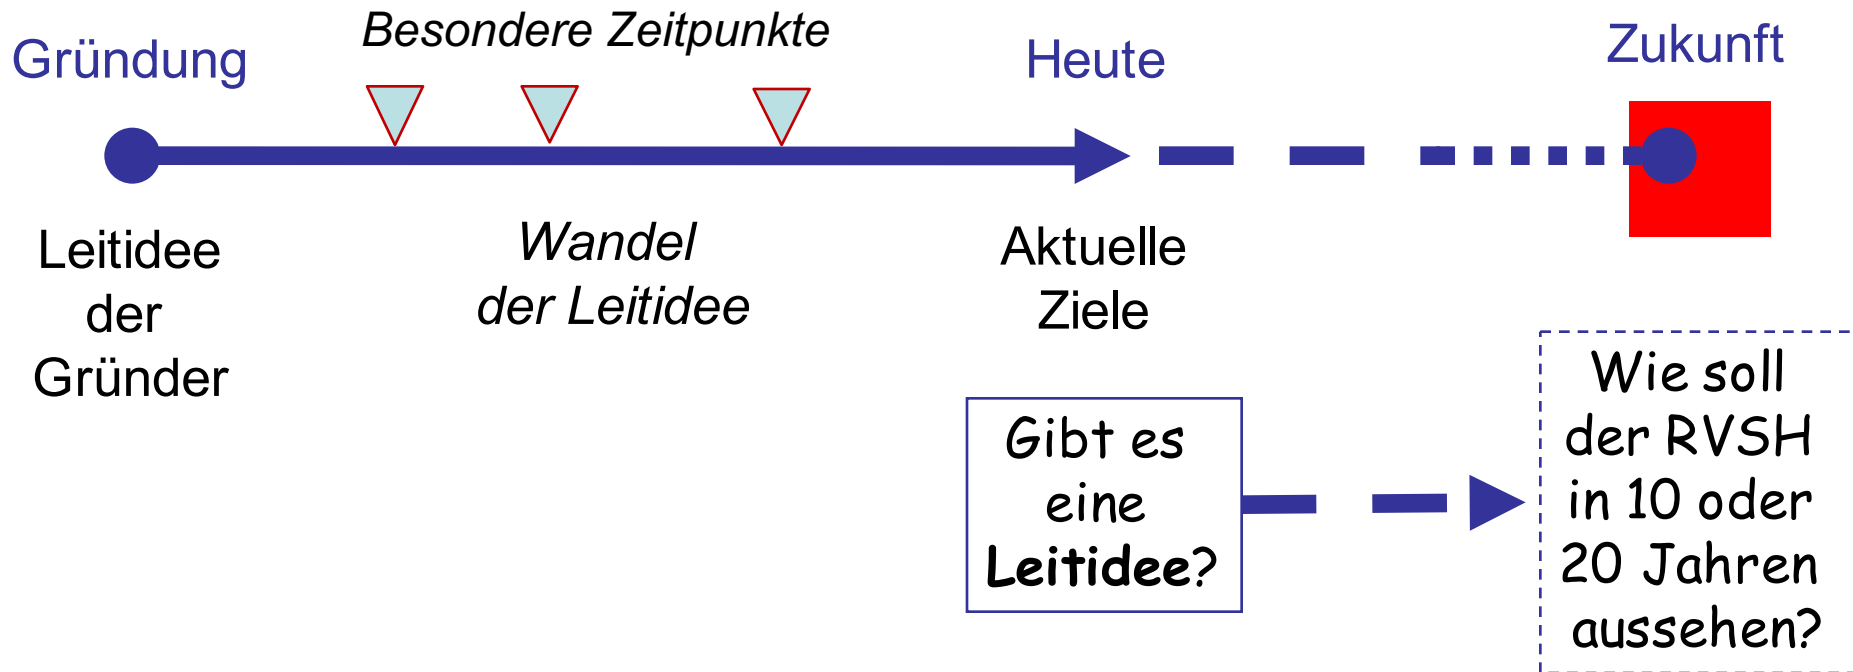 Besondere Zeitpunkte
Gründung
Heute
Zukunft
Leitidee
der
Gründer
Wandel
der Leitidee
Aktuelle
Ziele
Gibt es
eine
Leitidee?
Wie soll
der RVSH
in 10 oder
20 Jahren
aussehen?